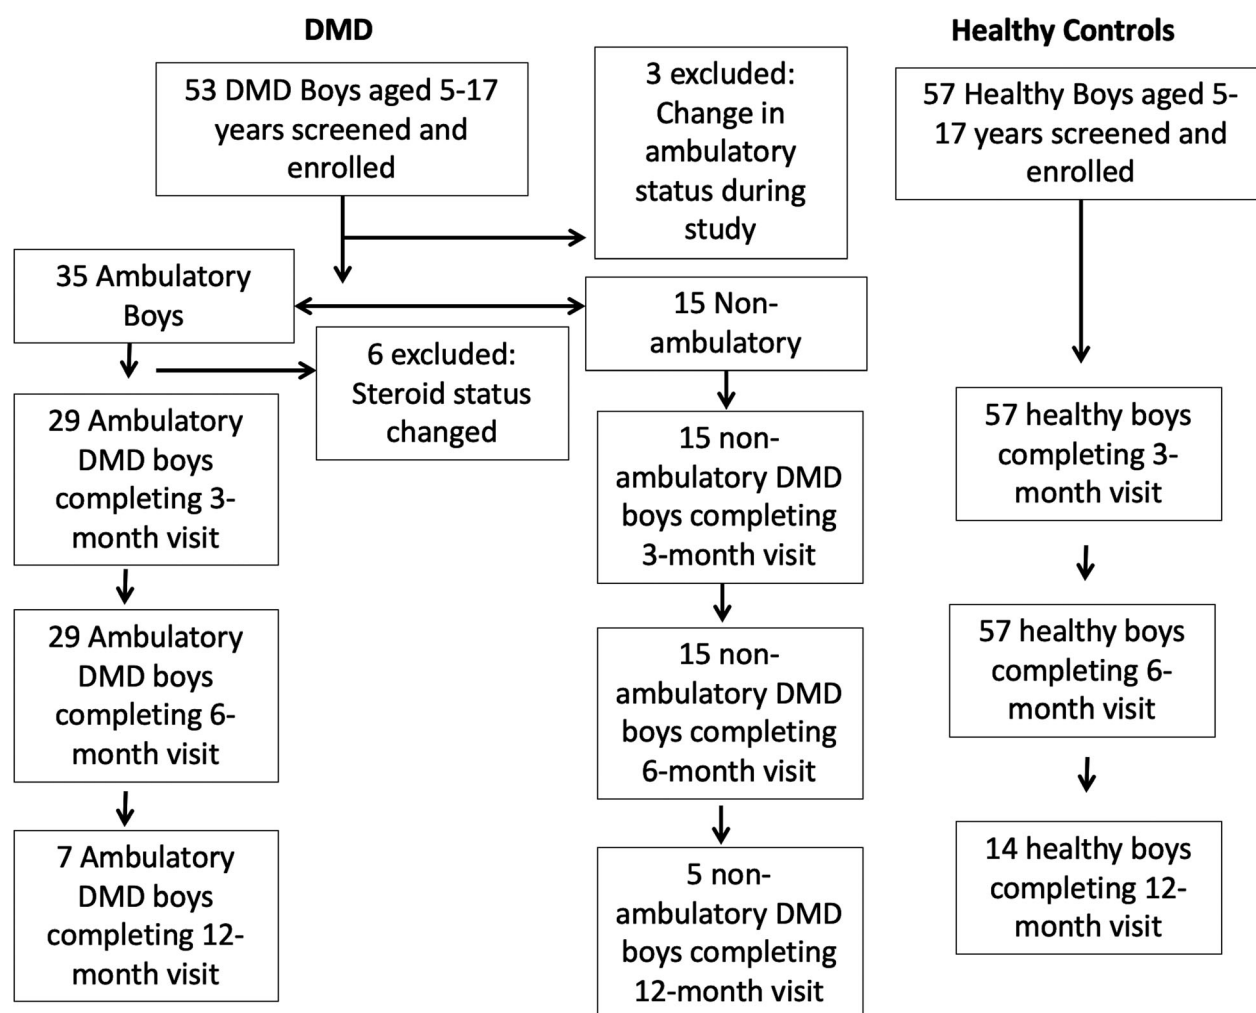 DMD
53 DMD Boys aged 5-17
years screened and
enrolled
3 excluded:
Change in
ambulatory
status during
study
35 Ambulatory
Boys
15 Non-
ambulatory
6 excluded:
Steroid status
changed
29 Ambulatory
DMD boys
completing 3-
month visit
15 non-
ambulatory DMD
boys completing
3-month visit
29 Ambulatory
DMD boys
completing 6-
month visit
15 non-
ambulatory DMD
boys completing
6-month visit
7 Ambulatory
DMD boys
completing 12-
month visit
5 non-
ambulatory DMD
boys completing
12-month visit
Healthy Controls
57 Healthy Boys aged 5-
17 years screened and
enrolled
57 healthy boys
completing 3-
month visit
57 healthy boys
completing 6-
month visit
14 healthy boys
completing 12-
month visit